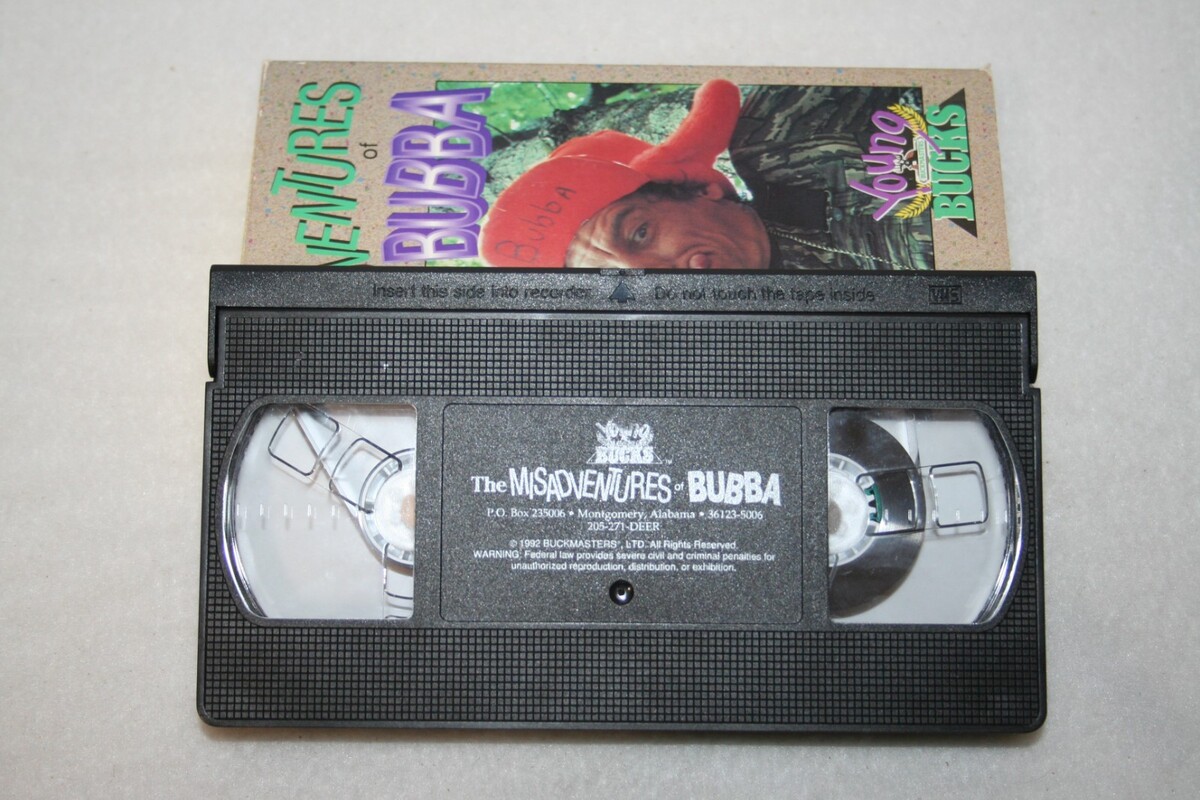 VENTURES
of
BUBBA
Bubba
Young
BUCKS
Insert this side into recorder Do not touch the tape inside VHS
Young
BUCKS™
The MISADVENTURES of BUBBA
P.O. Box 235006 • Montgomery, Alabama • 36123-5006
205-271-DEER
© 1992 BUCKMASTERS™, LTD. All Rights Reserved.
WARNING: Federal law provides severe civil and criminal penalties for
unauthorized reproduction, distribution, or exhibition.